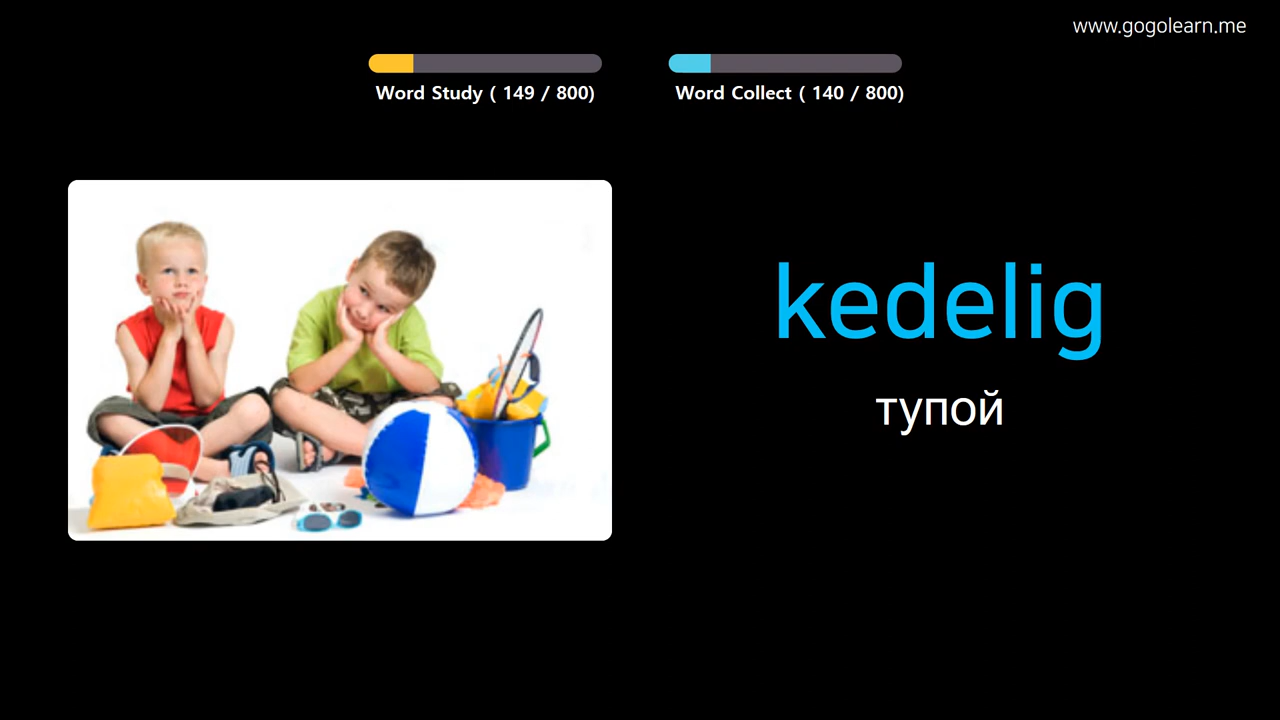 www.gogolearn.me
Word Study ( 149 / 800)
Word Collect ( 140 / 800)
kedelig
тупой